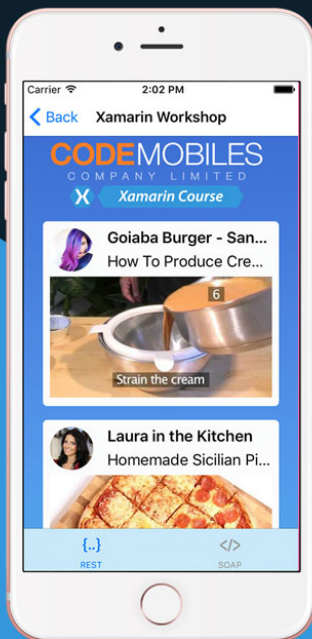 Carrier 2:02 PM
Back Xamarin Workshop
CODEMOBILES
COMPANY LIMITED
Xamarin Course
Goiaba Burger - San...
How To Produce Cre...
6
Strain the cream
Laura in the Kitchen
Homemade Sicilian Pi...
{..} </>
REST SOAP